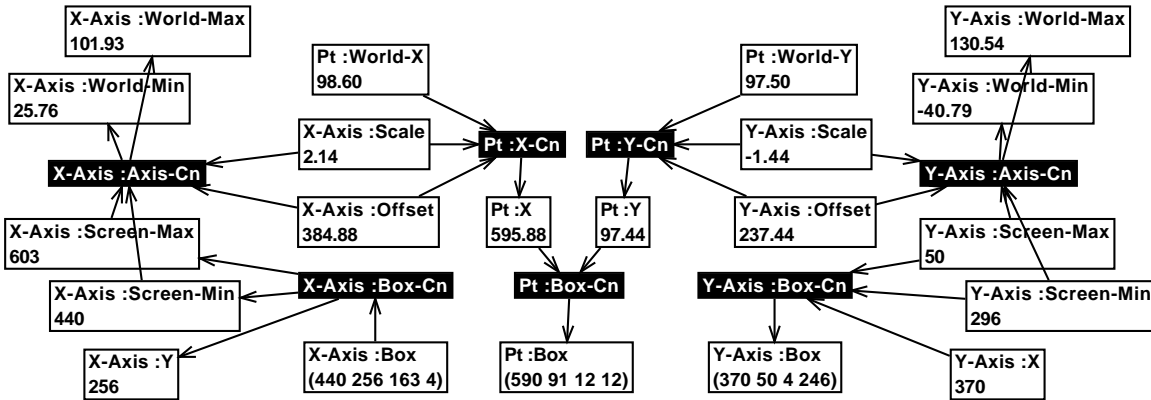 X-Axis :World-Max
101.93
Y-Axis :World-Max
130.54
Pt :World-X
98.60
Pt :World-Y
97.50
X-Axis :World-Min
25.76
Y-Axis :World-Min
-40.79
X-Axis :Scale
2.14
Y-Axis :Scale
-1.44
Pt :X-Cn
Pt :Y-Cn
X-Axis :Axis-Cn
Y-Axis :Axis-Cn
X-Axis :Offset
384.88
Pt :X
595.88
Pt :Y
97.44
Y-Axis :Offset
237.44
X-Axis :Screen-Max
603
Y-Axis :Screen-Max
50
X-Axis :Box-Cn
Pt :Box-Cn
Y-Axis :Box-Cn
X-Axis :Screen-Min
440
Y-Axis :Screen-Min
296
X-Axis :Y
256
X-Axis :Box
(440 256 163 4)
Pt :Box
(590 91 12 12)
Y-Axis :Box
(370 50 4 246)
Y-Axis :X
370